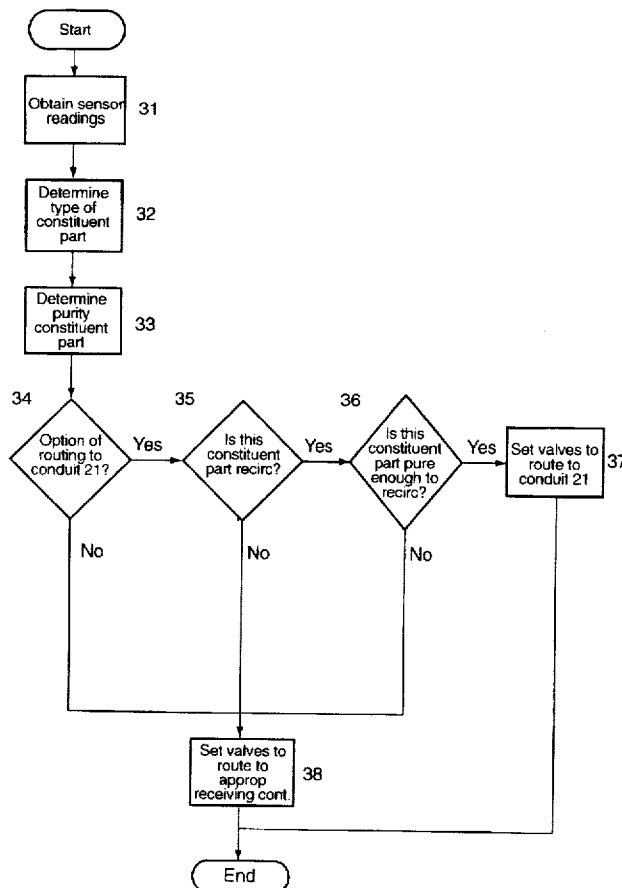 Start
Obtain sensor
readings
31
Determine
type of
constituent
part
32
Determine
purity
constituent
part
33
34
Option of
routing to
conduit 21?
Yes
No
35
Is this
constituent
part recirc?
Yes
No
36
Is this
constituent
part pure
enough to
recirc?
Yes
No
Set valves to
route to
conduit 21
37
Set valves to
route to
approp
receiving cont.
38
End